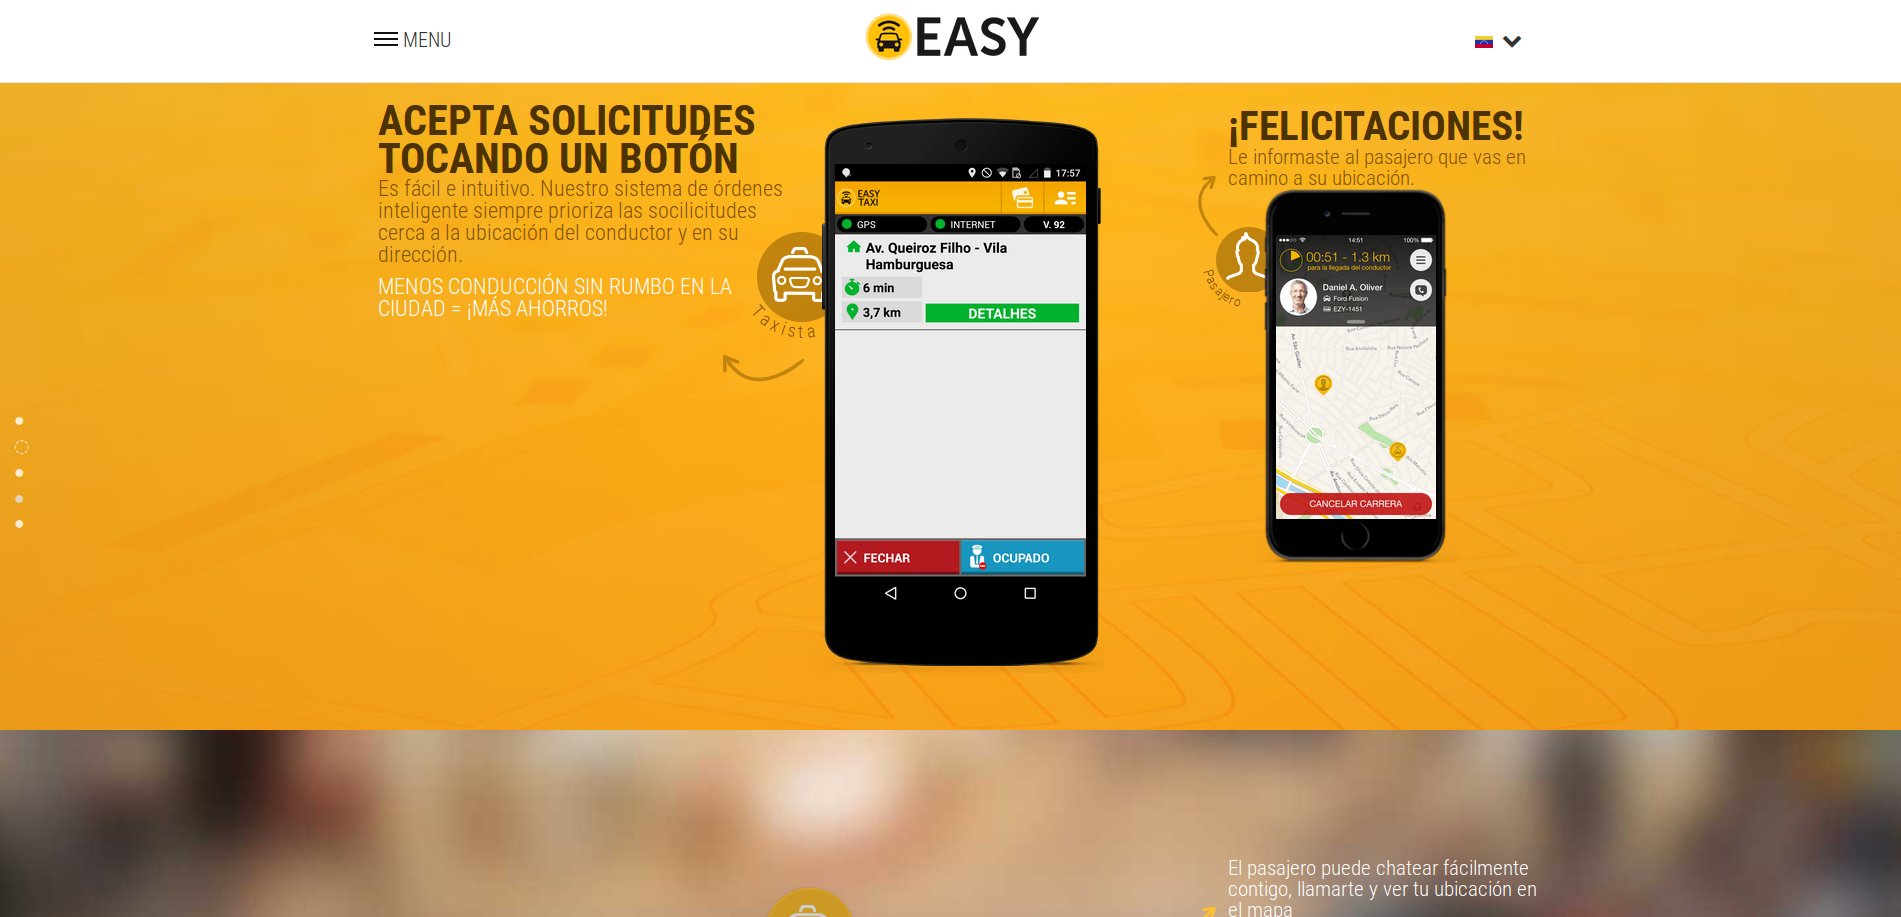 MENU
EASY
ACEPTA SOLICITUDES
TOCANDO UN BOTÓN
Es fácil e intuitivo. Nuestro sistema de órdenes
inteligente siempre prioriza las socilicitudes
cerca a la ubicación del conductor y en su
dirección.
MENOS CONDUCCIÓN SIN RUMBO EN LA
CIUDAD = ¡MÁS AHORROS!
Taxista
17:57
EASY
TAXI
GPS
INTERNET
V. 92
Av. Queiroz Filho - Vila
Hamburguesa
6 min
3,7 km
DETALHES
FECHAR
OCUPADO
¡FELICITACIONES!
Le informaste al pasajero que vas en
camino a su ubicación.
Pasajero
14:51
100%
00:51 - 1.3 km
para la llegada del conductor
Daniel A. Oliver
Ford Fusion
EZY-1451
CANCELAR CARRERA
El pasajero puede chatear fácilmente
contigo, llamarte y ver tu ubicación en
el mapa